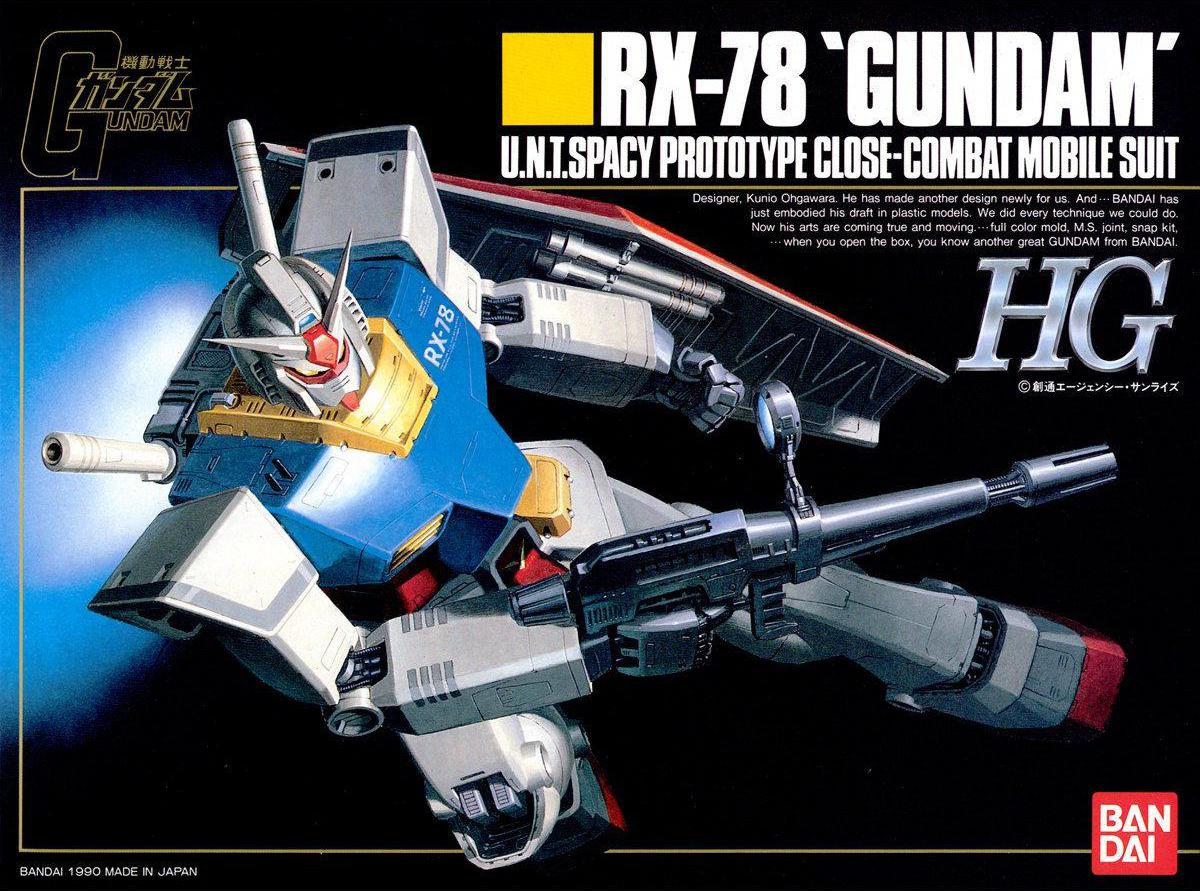 機動戦士
ガンダム
GUNDAM
RX-78 'GUNDAM'
U.N.T.SPACY PROTOTYPE CLOSE-COMBAT MOBILE SUIT
Designer, Kunio Ohgawara. He has made another design newly for us. And…BANDAI has
just embodied his draft in plastic models. We did every technique we could do.
Now his arts are coming true and moving.…full color mold, M.S. joint, snap kit,
…when you open the box, you know another great GUNDAM from BANDAI.
HG
©創通エージェンシー・サンライズ
RX-78
BAN
DAI
BANDAI 1990 MADE IN JAPAN